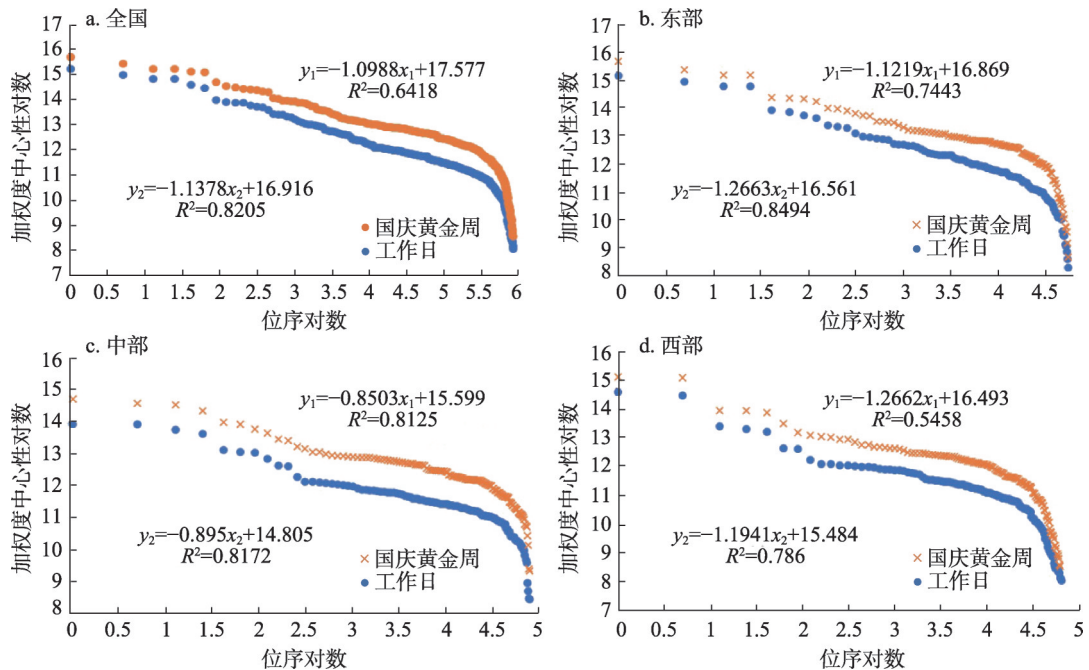 a. 全国
加权度中心性对数
17
16
15
14
13
12
11
10
9
8
7
y₁=−1.0988x₁+17.577
R²=0.6418
y₂=−1.1378x₂+16.916
R²=0.8205
国庆黄金周
工作日
0 0.5 1 1.5 2 2.5 3 3.5 4 4.5 5 5.5 6
位序对数
b. 东部
加权度中心性对数
17
16
15
14
13
12
11
10
9
8
y₁=−1.1219x₁+16.869
R²=0.7443
y₂=−1.2663x₂+16.561
R²=0.8494
国庆黄金周
工作日
0 0.5 1 1.5 2 2.5 3 3.5 4 4.5
位序对数
c. 中部
加权度中心性对数
16
15
14
13
12
11
10
9
8
y₁=−0.8503x₁+15.599
R²=0.8125
y₂=−0.895x₂+14.805
R²=0.8172
国庆黄金周
工作日
0 0.5 1 1.5 2 2.5 3 3.5 4 4.5 5
位序对数
d. 西部
加权度中心性对数
16
15
14
13
12
11
10
9
8
7
y₁=−1.2662x₁+16.493
R²=0.5458
y₂=−1.1941x₂+15.484
R²=0.786
国庆黄金周
工作日
0 0.5 1 1.5 2 2.5 3 3.5 4 4.5 5
位序对数